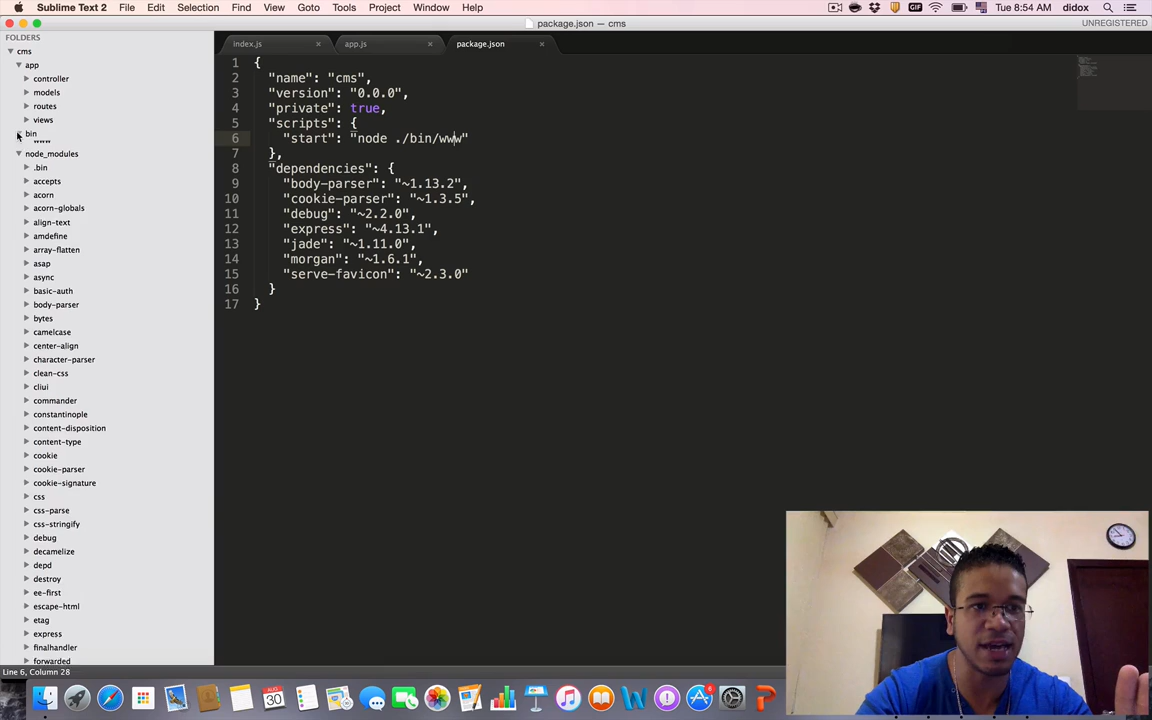 Sublime Text 2 File Edit Selection Find View Goto Tools Project Window Help
GIF Tue 8:54 AM didox
package.json — cms
UNREGISTERED
FOLDERS
cms
app
controller
models
routes
views
bin
www
node_modules
.bin
accepts
acorn
acorn-globals
align-text
amdefine
array-flatten
asap
async
basic-auth
body-parser
bytes
camelcase
center-align
character-parser
clean-css
cliui
commander
constantinople
content-disposition
content-type
cookie
cookie-parser
cookie-signature
css
css-parse
css-stringify
debug
decamelize
depd
destroy
ee-first
escape-html
etag
express
finalhandler
forwarded
index.js
app.js
package.json
1 {
2 "name": "cms",
3 "version": "0.0.0",
4 "private": true,
5 "scripts": {
6 "start": "node ./bin/www"
7 },
8 "dependencies": {
9 "body-parser": "~1.13.2",
10 "cookie-parser": "~1.3.5",
11 "debug": "~2.2.0",
12 "express": "~4.13.1",
13 "jade": "~1.11.0",
14 "morgan": "~1.6.1",
15 "serve-favicon": "~2.3.0"
16 }
17 }
Line 6, Column 28
AUG
30
6